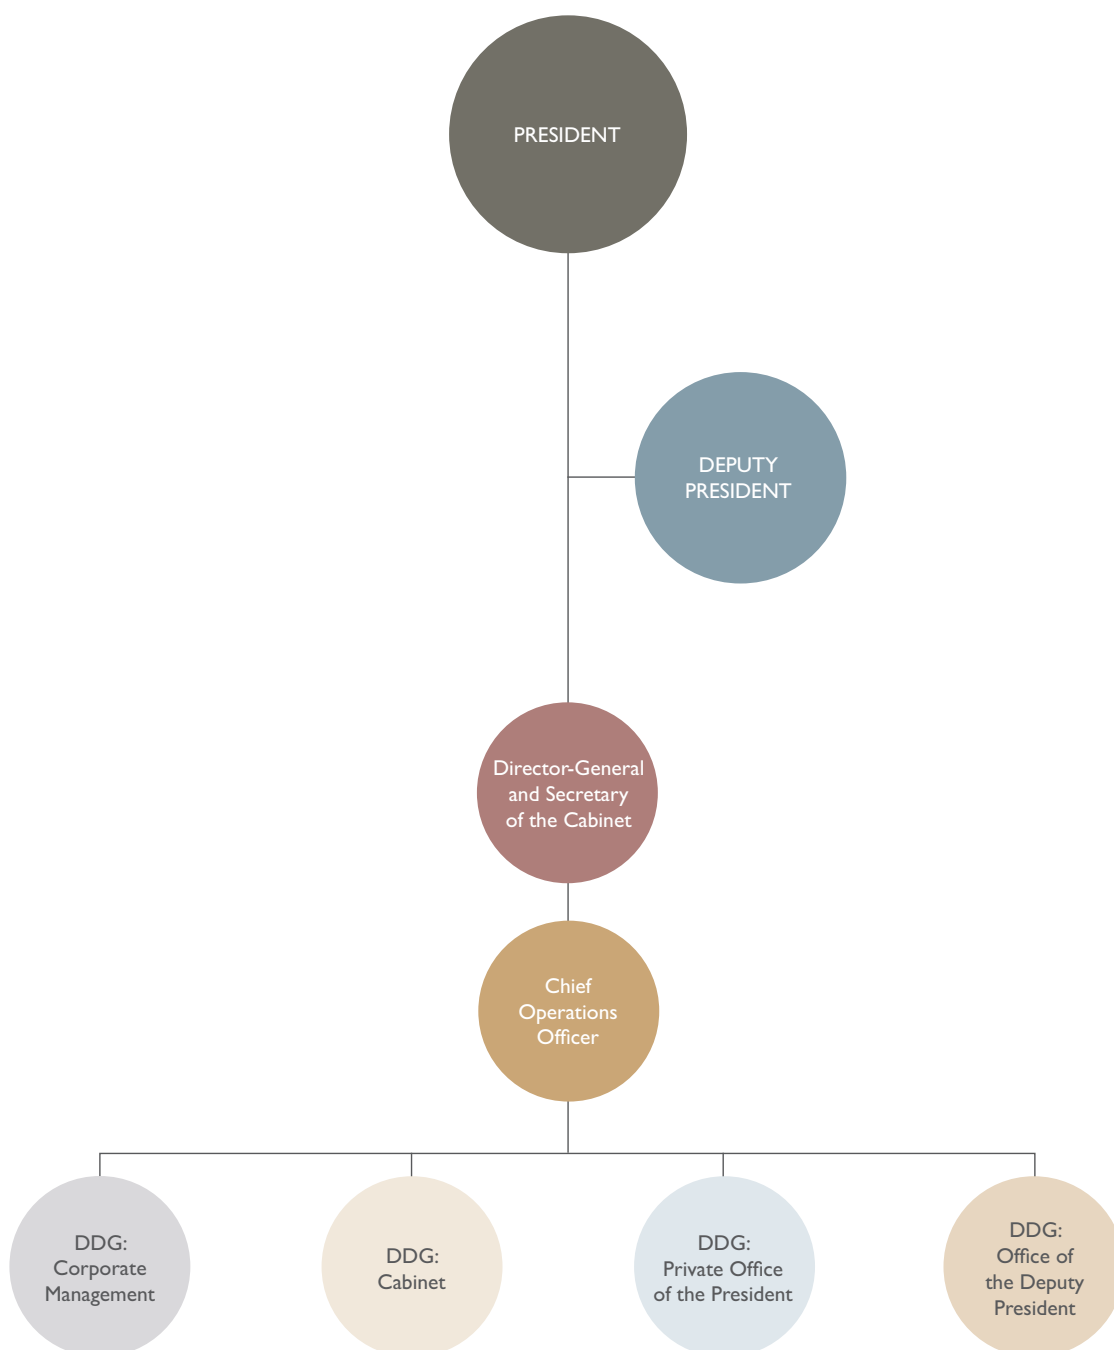 PRESIDENT
DEPUTY
PRESIDENT
Director-General
and Secretary
of the Cabinet
Chief
Operations
Officer
DDG:
Corporate
Management
DDG:
Cabinet
DDG:
Private Office
of the President
DDG:
Office of
the Deputy
President